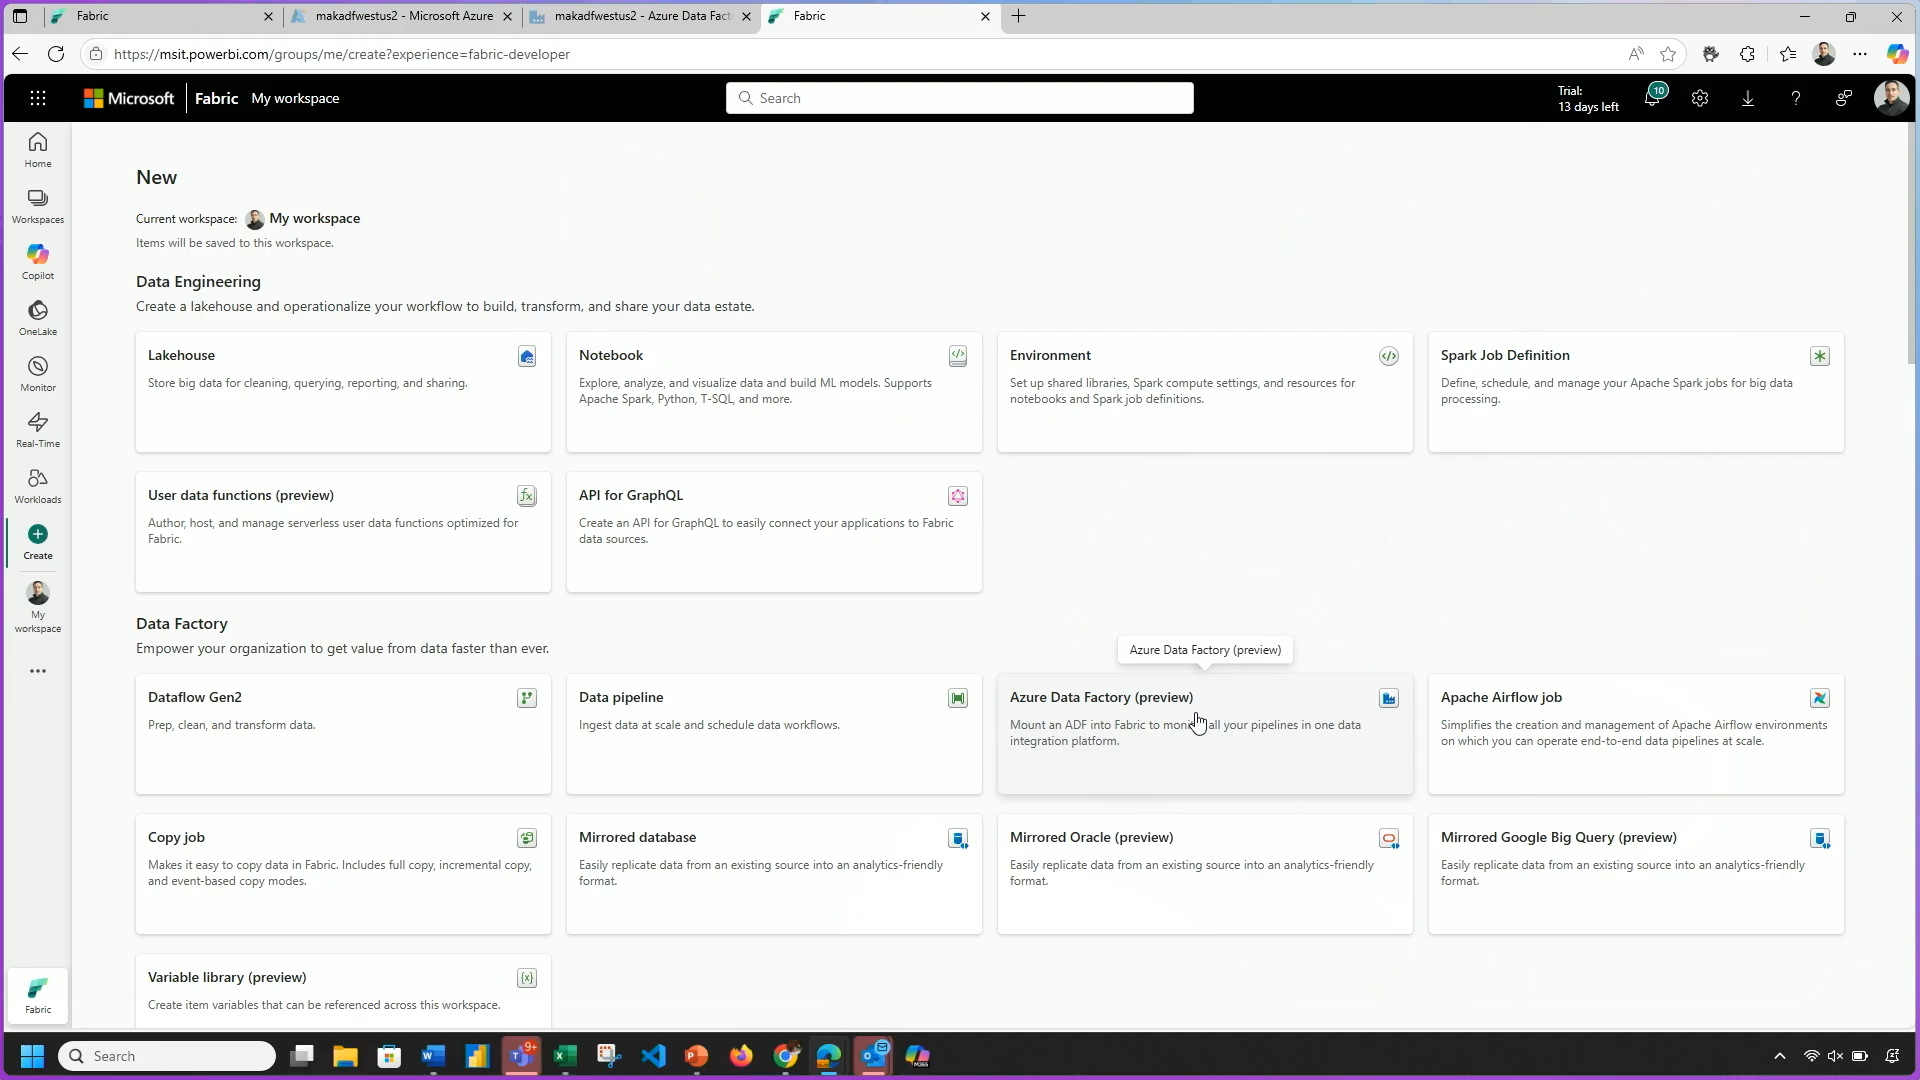 Fabric
makadfwestus2 - Microsoft Azure
makadfwestus2 - Azure Data Fact
Fabric
https://msit.powerbi.com/groups/me/create?experience=fabric-developer
Microsoft
Fabric
My workspace
Search
Trial:
13 days left
10
Home
Workspaces
Copilot
OneLake
Monitor
Real-Time
Workloads
Create
My
workspace
Fabric
New
Current workspace: My workspace
Items will be saved to this workspace.
Data Engineering
Create a lakehouse and operationalize your workflow to build, transform, and share your data estate.
Lakehouse
Store big data for cleaning, querying, reporting, and sharing.
Notebook
Explore, analyze, and visualize data and build ML models. Supports
Apache Spark, Python, T-SQL, and more.
Environment
Set up shared libraries, Spark compute settings, and resources for
notebooks and Spark job definitions.
Spark Job Definition
Define, schedule, and manage your Apache Spark jobs for big data
processing.
User data functions (preview)
Author, host, and manage serverless user data functions optimized for
Fabric.
API for GraphQL
Create an API for GraphQL to easily connect your applications to Fabric
data sources.
Data Factory
Empower your organization to get value from data faster than ever.
Azure Data Factory (preview)
Dataflow Gen2
Prep, clean, and transform data.
Data pipeline
Ingest data at scale and schedule data workflows.
Azure Data Factory (preview)
Mount an ADF into Fabric to all your pipelines in one data
integration platform.
Apache Airflow job
Simplifies the creation and management of Apache Airflow environments
on which you can operate end-to-end data pipelines at scale.
Copy job
Makes it easy to copy data in Fabric. Includes full copy, incremental copy,
and event-based copy modes.
Mirrored database
Easily replicate data from an existing source into an analytics-friendly
format.
Mirrored Oracle (preview)
Easily replicate data from an existing source into an analytics-friendly
format.
Mirrored Google Big Query (preview)
Easily replicate data from an existing source into an analytics-friendly
format.
Variable library (preview)
Create item variables that can be referenced across this workspace.
Search
9+